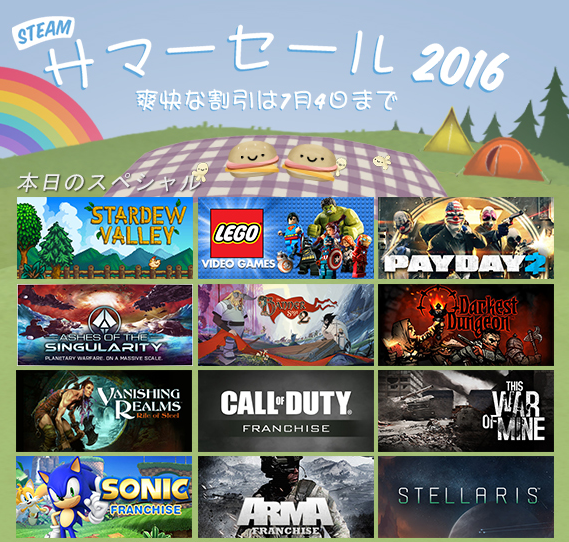 STEAM
サマーセール 2016
爽快な割引は7月4日まで
本日のスペシャル
STARDEW
VALLEY
LEGO
VIDEO GAMES
PAYDAY 2
ASHES OF THE
SINGULARITY
PLANETARY WARFARE. ON A MASSIVE SCALE.
the Banner Saga 2
Darkest
Dungeon
VANISHING
REALMS
Rite of Steel
CALL OF DUTY
FRANCHISE
THIS
WAR
OF MINE
SONIC
FRANCHISE
ARMA
FRANCHISE
STELLARIS